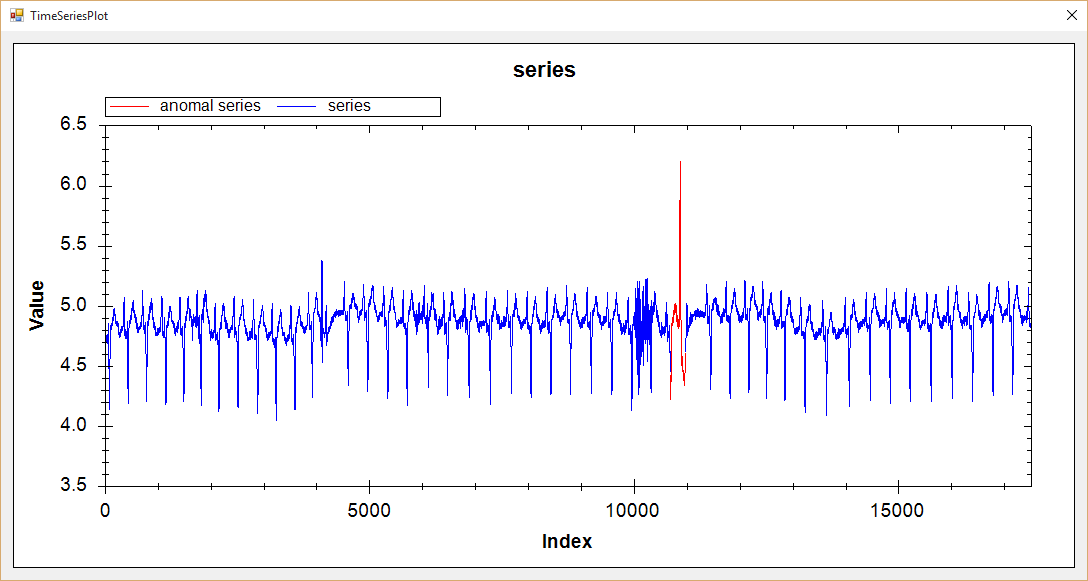 TimeSeriesPlot
series
anomal series series
6.5
6.0
5.5
5.0
4.5
4.0
3.5
Value
0 5000 10000 15000
Index